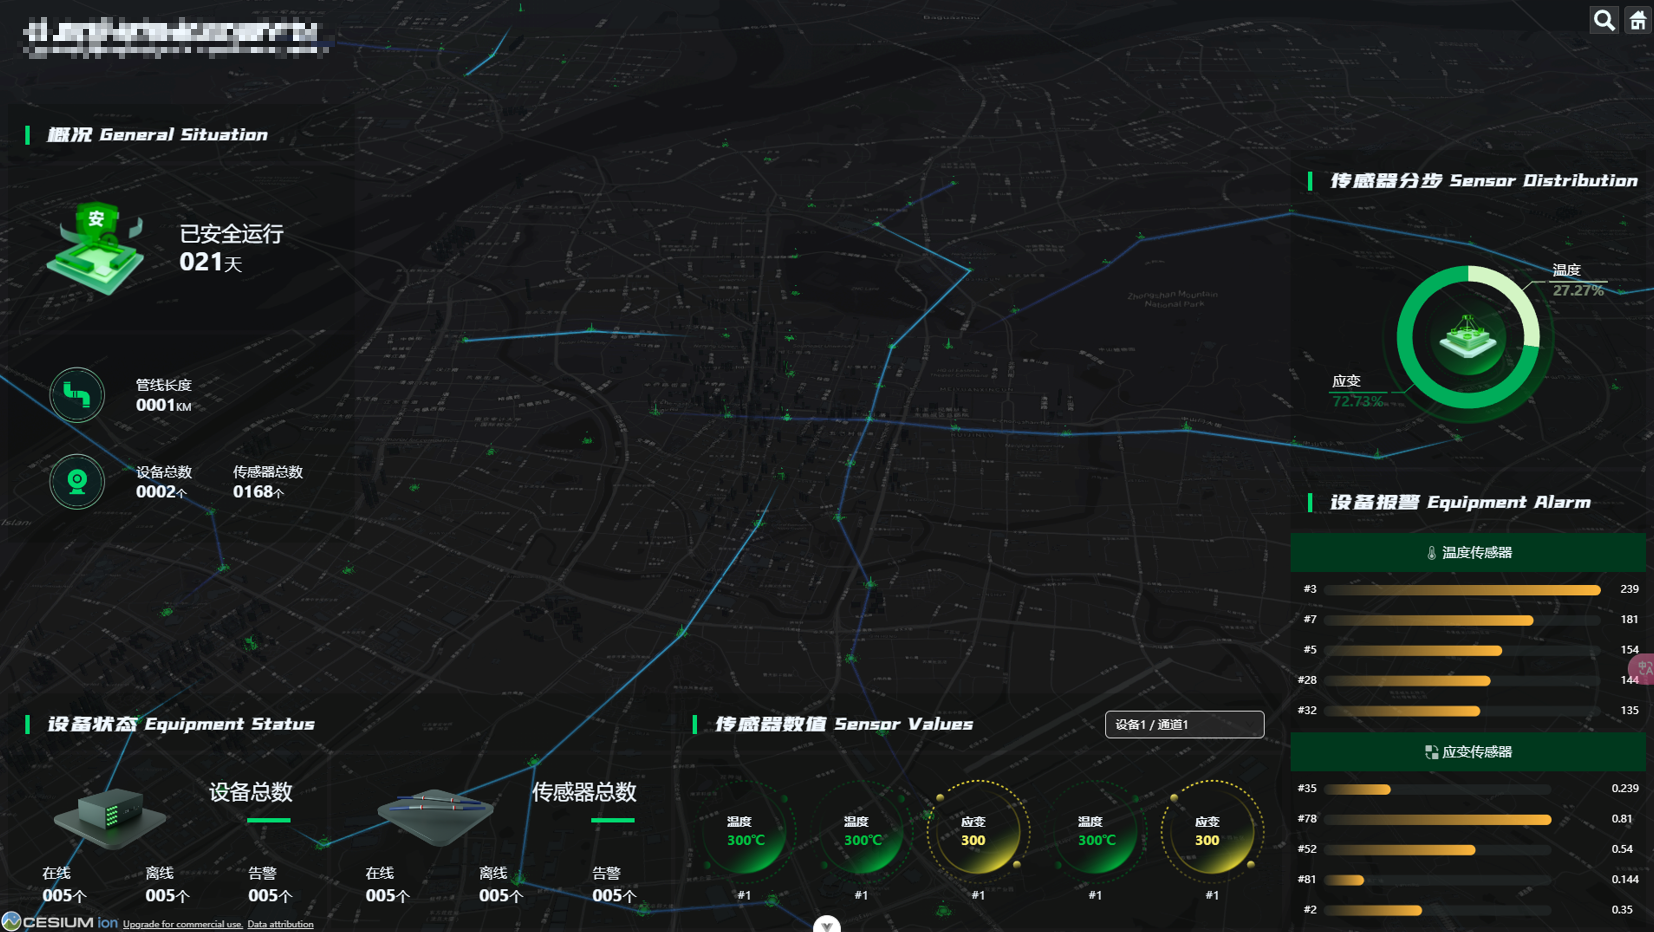 概况 General Situation
安
已安全运行
021天
管线长度
0001KM
设备总数
0002个
传感器总数
0168个
Zhongshan Mountain
National Park
传感器分步 Sensor Distribution
温度
27.27%
应变
72.73%
设备报警 Equipment Alarm
温度传感器
#3 239
#7 181
#5 154
#28 144
#32 135
应变传感器
#35 0.239
#78 0.81
#52 0.54
#81 0.144
#2 0.35
设备状态 Equipment Status
设备总数
在线 离线 告警
005个 005个 005个
传感器总数
在线 离线 告警
005个 005个 005个
传感器数值 Sensor Values
设备1 / 通道1
温度 温度 应变 温度 应变
300℃ 300℃ 300 300℃ 300
#1 #1 #1 #1 #1
CESIUM ion Upgrade for commercial use. Data attribution